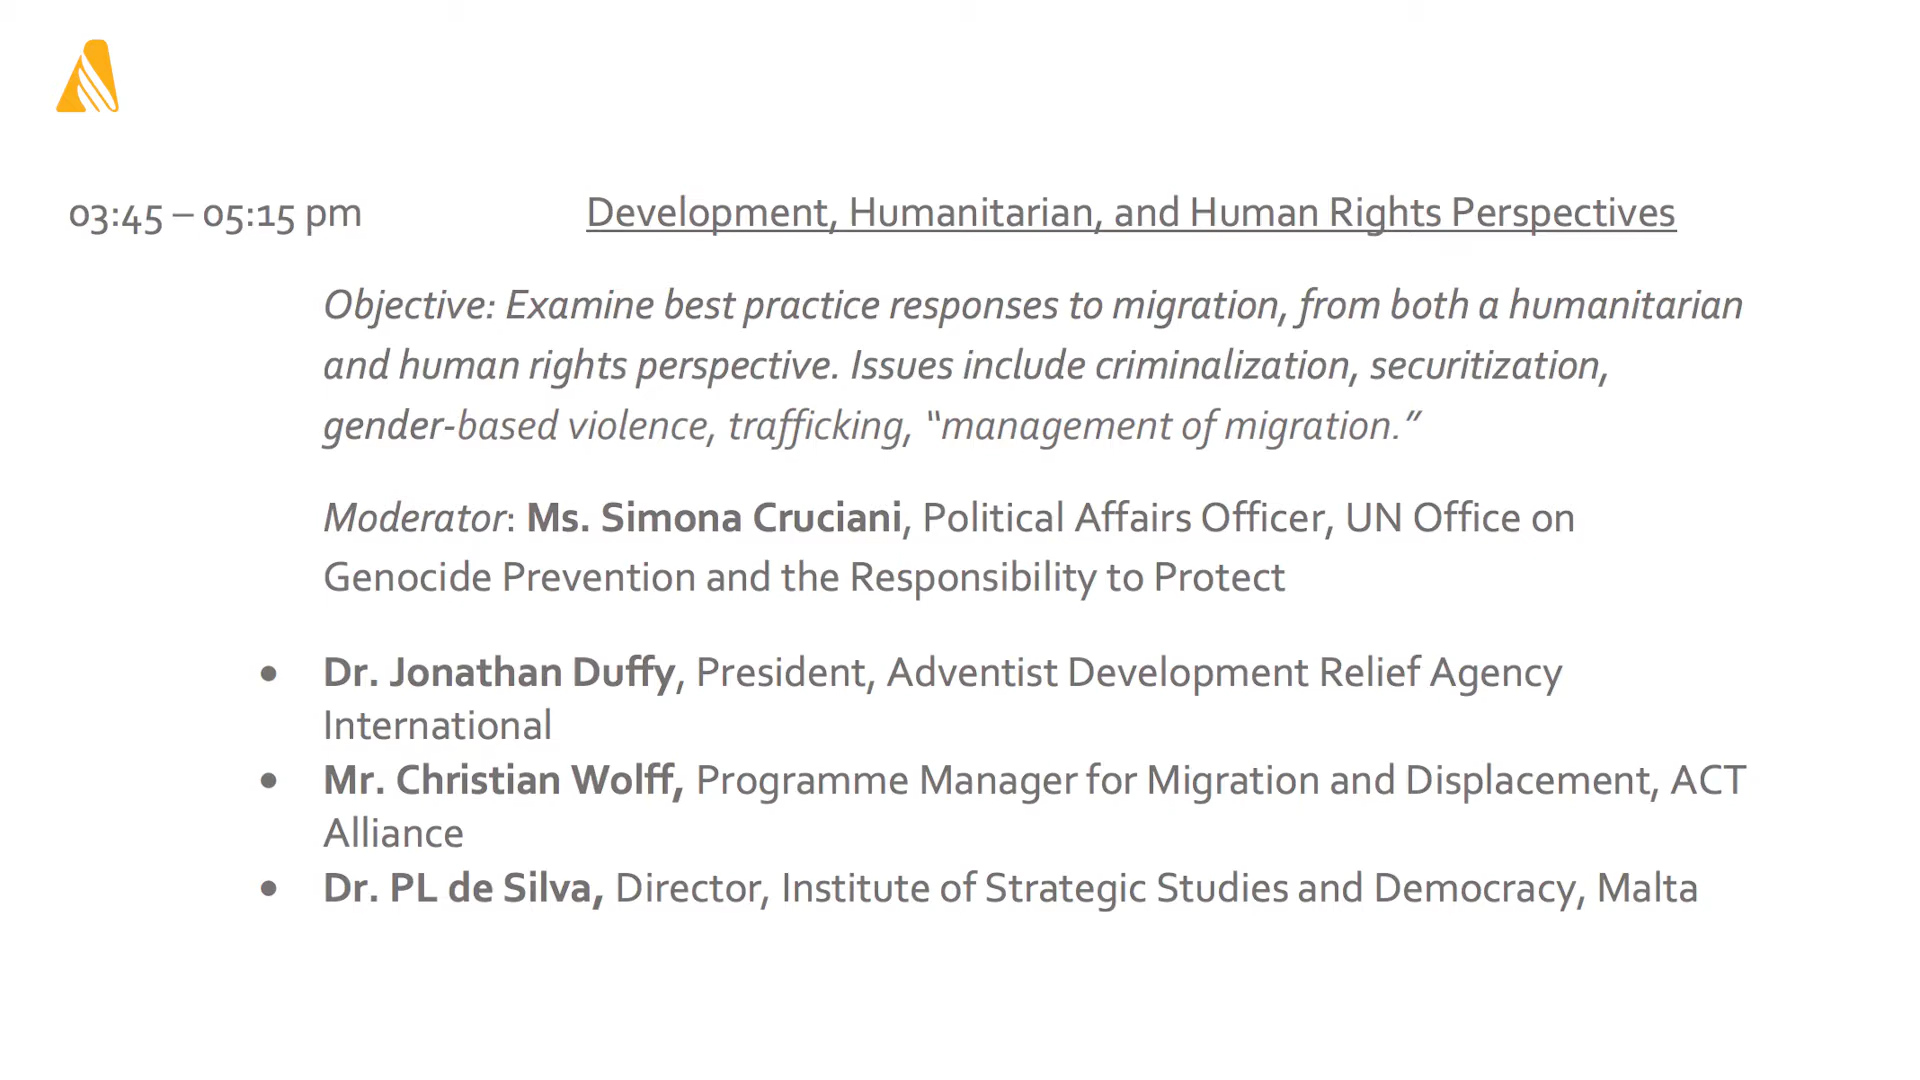 03:45 – 05:15 pm Development, Humanitarian, and Human Rights Perspectives
Objective: Examine best practice responses to migration, from both a humanitarian
and human rights perspective. Issues include criminalization, securitization,
gender-based violence, trafficking, “management of migration.”
Moderator: Ms. Simona Cruciani, Political Affairs Officer, UN Office on
Genocide Prevention and the Responsibility to Protect
• Dr. Jonathan Duffy, President, Adventist Development Relief Agency
International
• Mr. Christian Wolff, Programme Manager for Migration and Displacement, ACT
Alliance
• Dr. PL de Silva, Director, Institute of Strategic Studies and Democracy, Malta